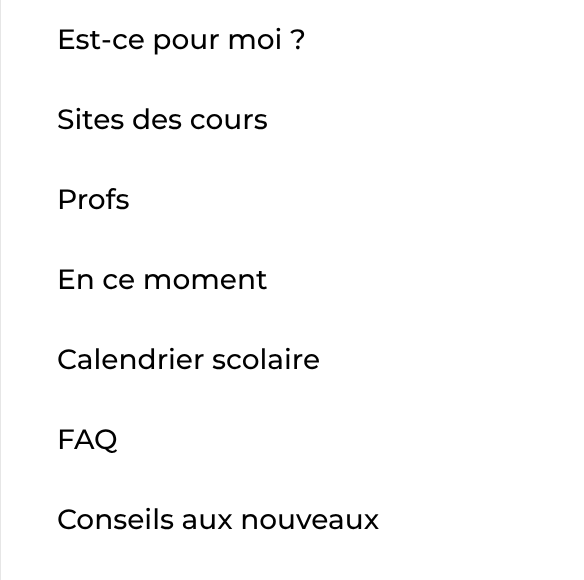 Est-ce pour moi ?
Sites des cours
Profs
En ce moment
Calendrier scolaire
FAQ
Conseils aux nouveaux